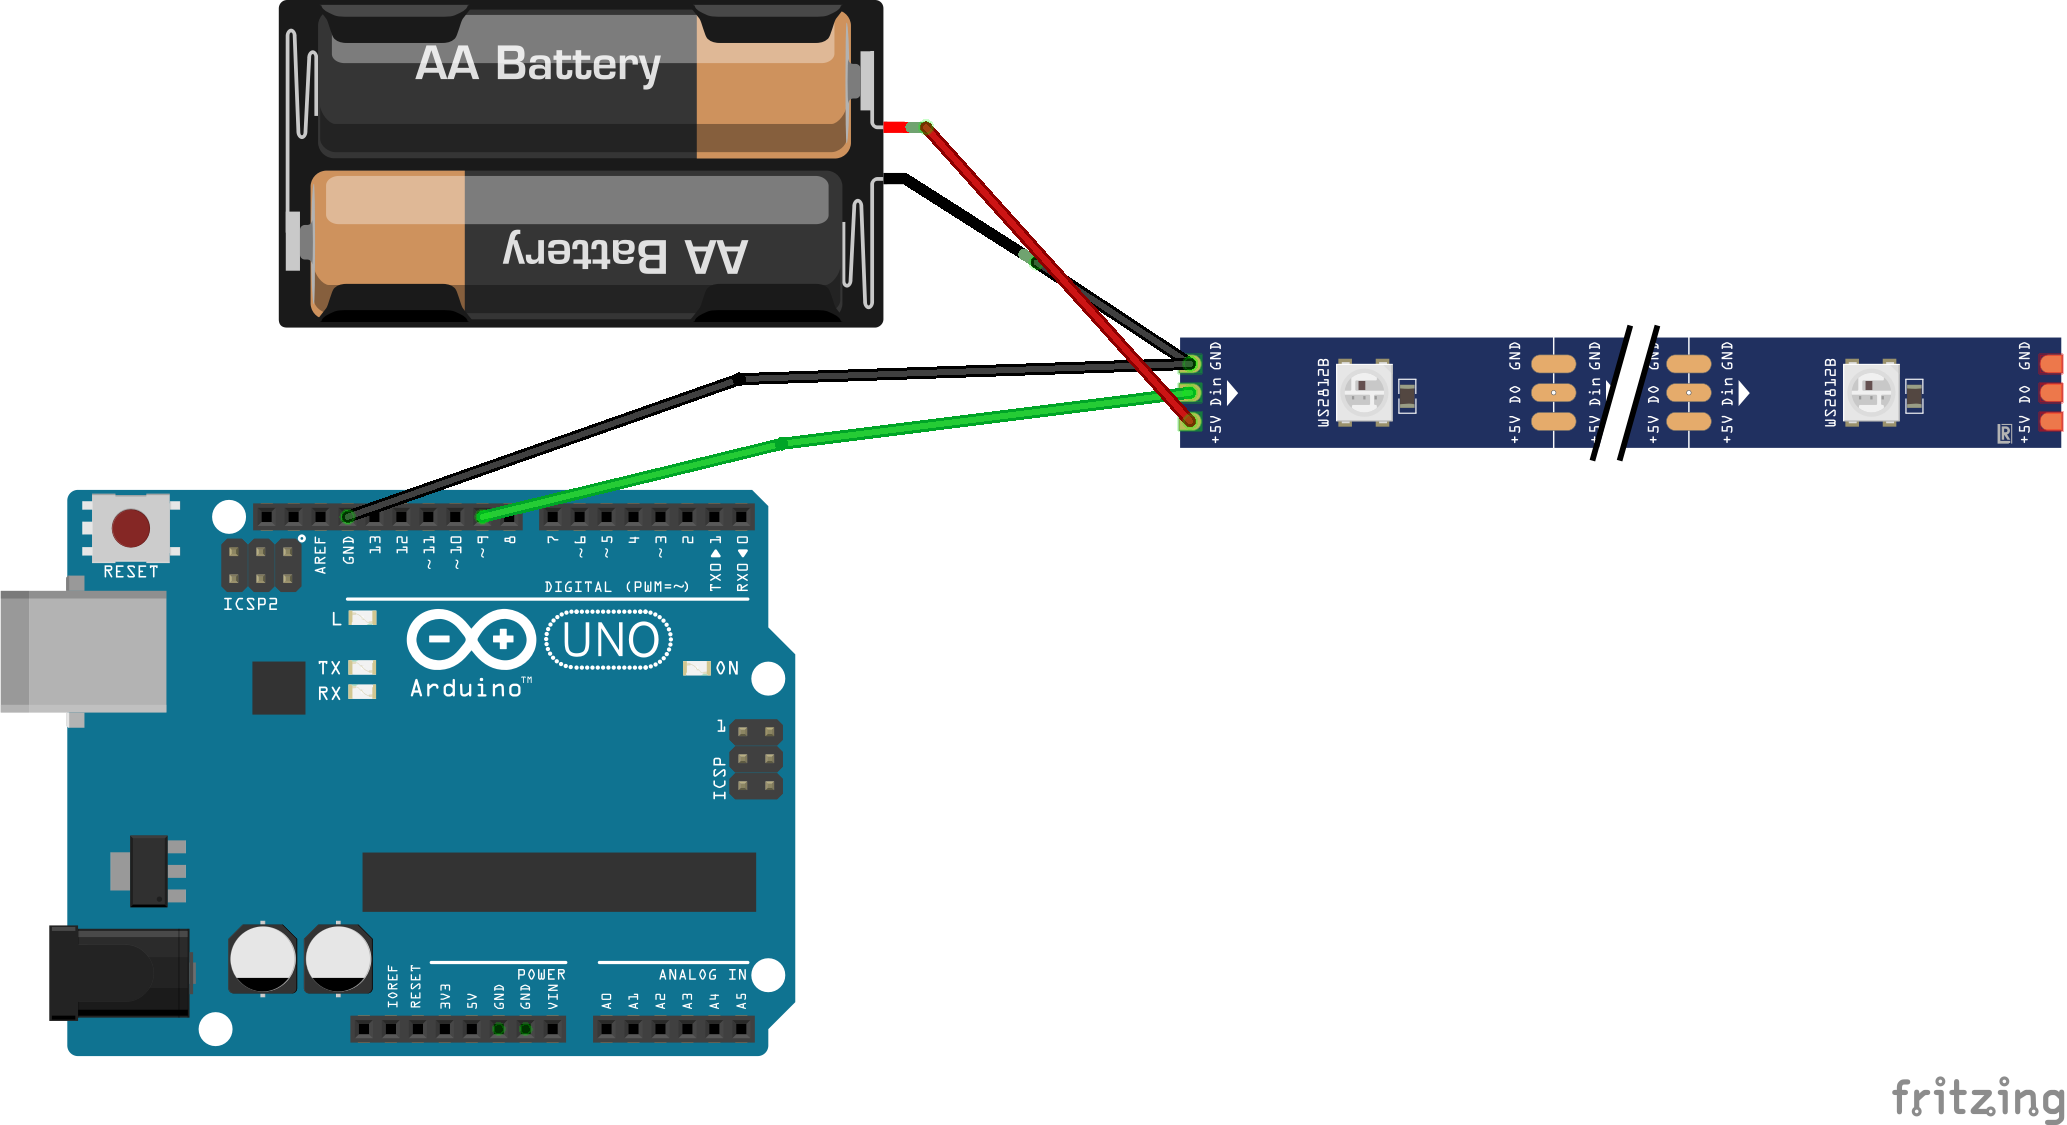 AA Battery
AA Battery
GND
Din
+5V
WS2812B
GND
DO
+5V
GND
Din
+5V
GND
DO
+5V
GND
Din
+5V
WS2812B
R
GND
DO
+5V
RESET
ICSP2
AREF
GND
13
12
~11
~10
~9
8
7
~6
~5
4
~3
2
TXD▶1
RXD◀0
DIGITAL (PWM=~)
L
TX
RX
UNO
ON
Arduino™
1
ICSP
IOREF
RESET
3V3
5V
GND
GND
VIN
POWER
ANALOG IN
A0
A1
A2
A3
A4
A5
fritzing